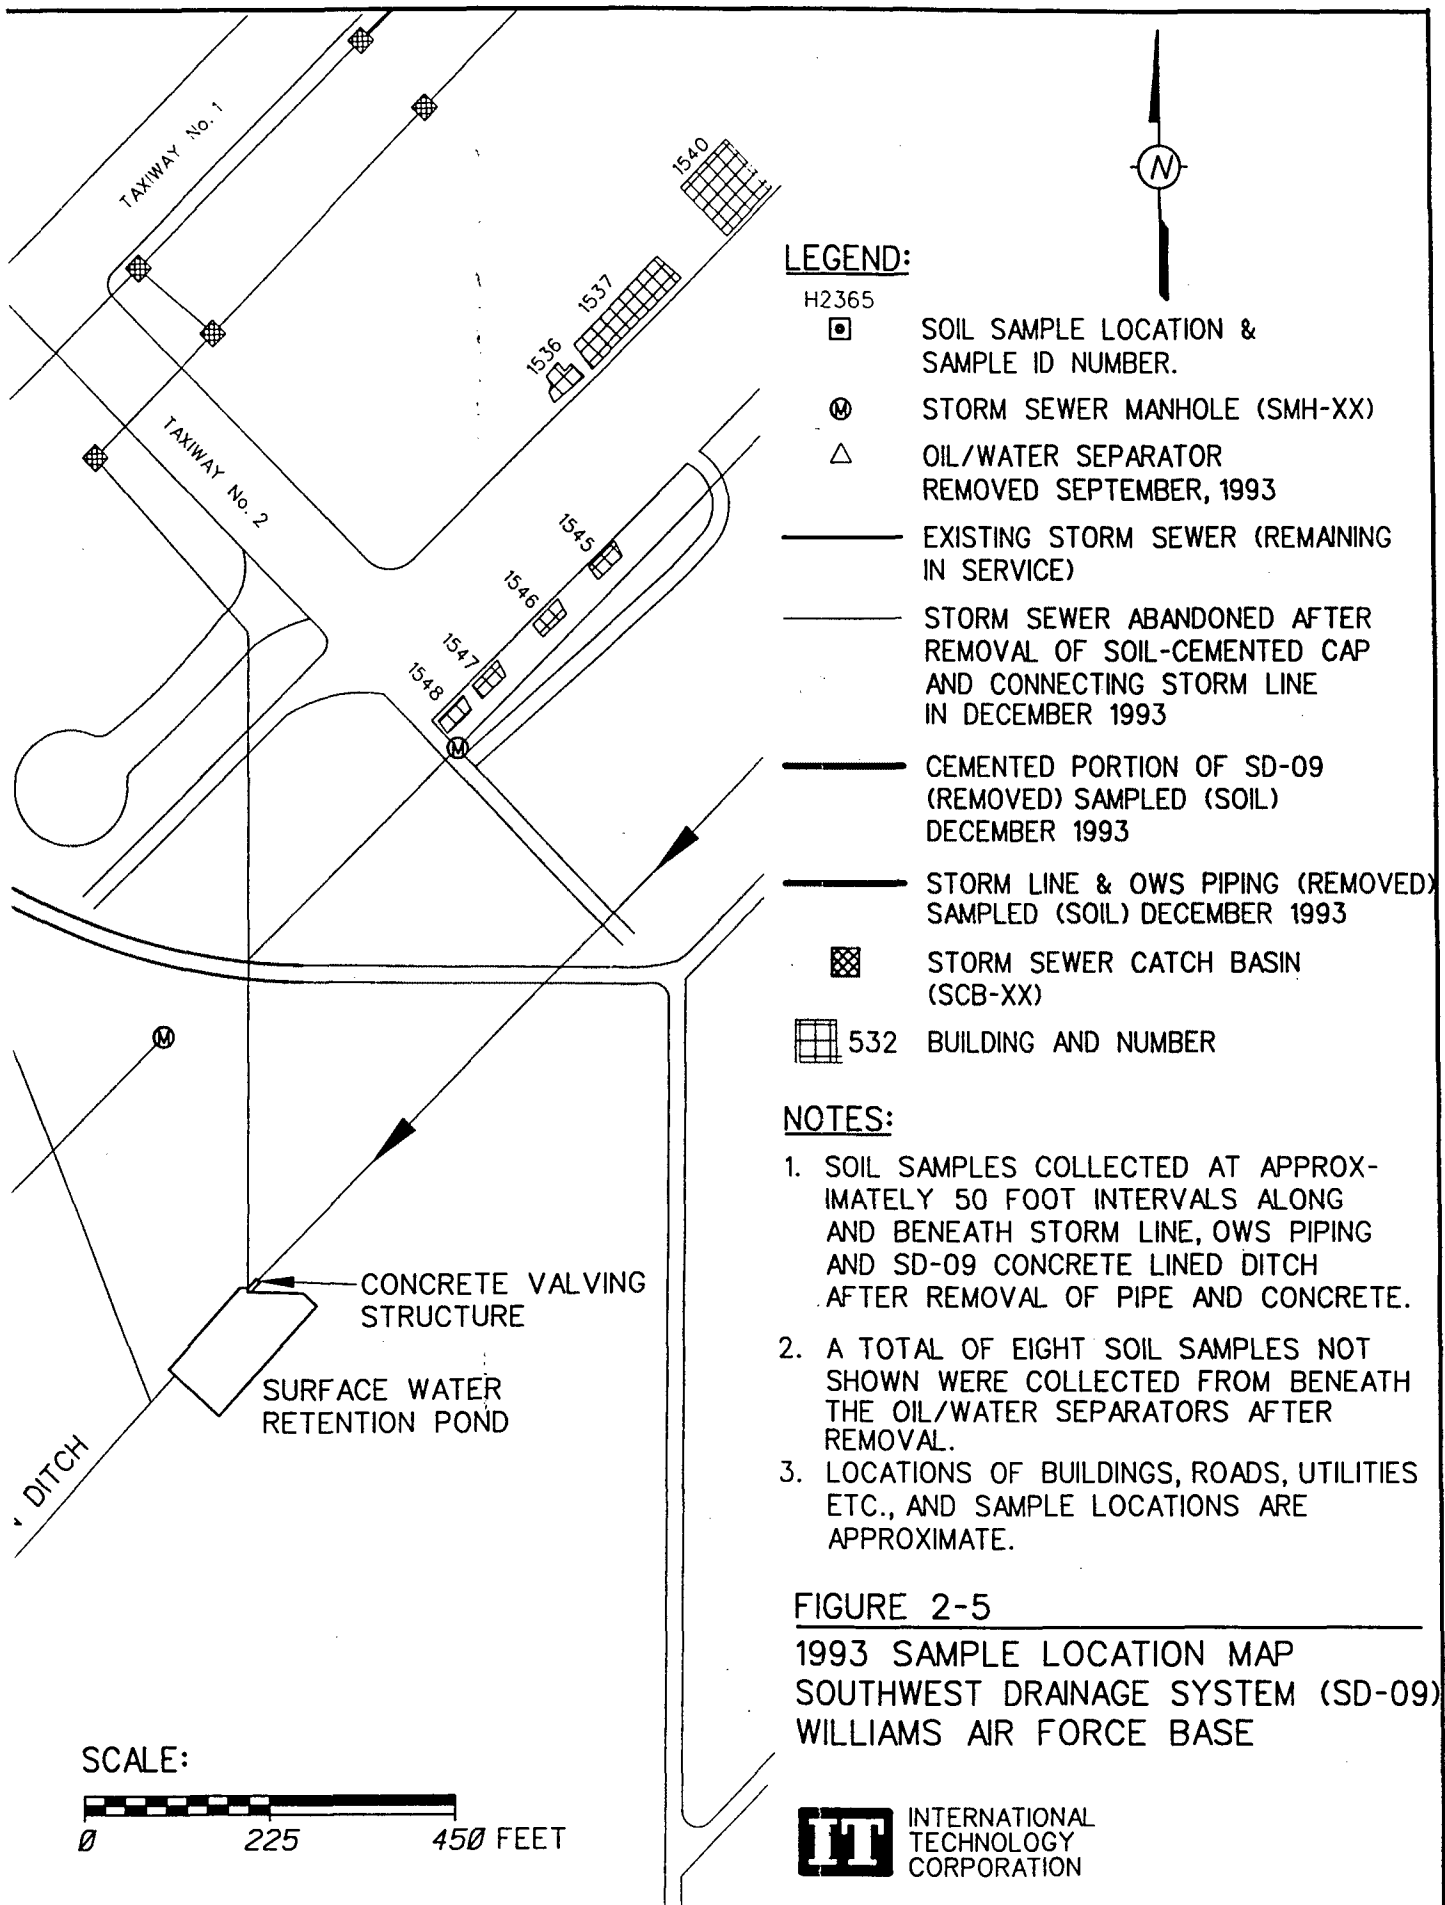 TAXIWAY No. 1
1540
1537
1536
TAXIWAY No. 2
1545
1546
1547
1548
M
M
CONCRETE VALVING
STRUCTURE
SURFACE WATER
RETENTION POND
DITCH
SCALE:
0 225 450 FEET
N
LEGEND:
H2365
SOIL SAMPLE LOCATION &
SAMPLE ID NUMBER.
M STORM SEWER MANHOLE (SMH-XX)
OIL/WATER SEPARATOR
REMOVED SEPTEMBER, 1993
EXISTING STORM SEWER (REMAINING
IN SERVICE)
STORM SEWER ABANDONED AFTER
REMOVAL OF SOIL-CEMENTED CAP
AND CONNECTING STORM LINE
IN DECEMBER 1993
CEMENTED PORTION OF SD-09
(REMOVED) SAMPLED (SOIL)
DECEMBER 1993
STORM LINE & OWS PIPING (REMOVED)
SAMPLED (SOIL) DECEMBER 1993
STORM SEWER CATCH BASIN
(SCB-XX)
532 BUILDING AND NUMBER
NOTES:
1. SOIL SAMPLES COLLECTED AT APPROX-
IMATELY 50 FOOT INTERVALS ALONG
AND BENEATH STORM LINE, OWS PIPING
AND SD-09 CONCRETE LINED DITCH
AFTER REMOVAL OF PIPE AND CONCRETE.
2. A TOTAL OF EIGHT SOIL SAMPLES NOT
SHOWN WERE COLLECTED FROM BENEATH
THE OIL/WATER SEPARATORS AFTER
REMOVAL.
3. LOCATIONS OF BUILDINGS, ROADS, UTILITIES
ETC., AND SAMPLE LOCATIONS ARE
APPROXIMATE.
FIGURE 2-5
1993 SAMPLE LOCATION MAP
SOUTHWEST DRAINAGE SYSTEM (SD-09)
WILLIAMS AIR FORCE BASE
IT
INTERNATIONAL
TECHNOLOGY
CORPORATION